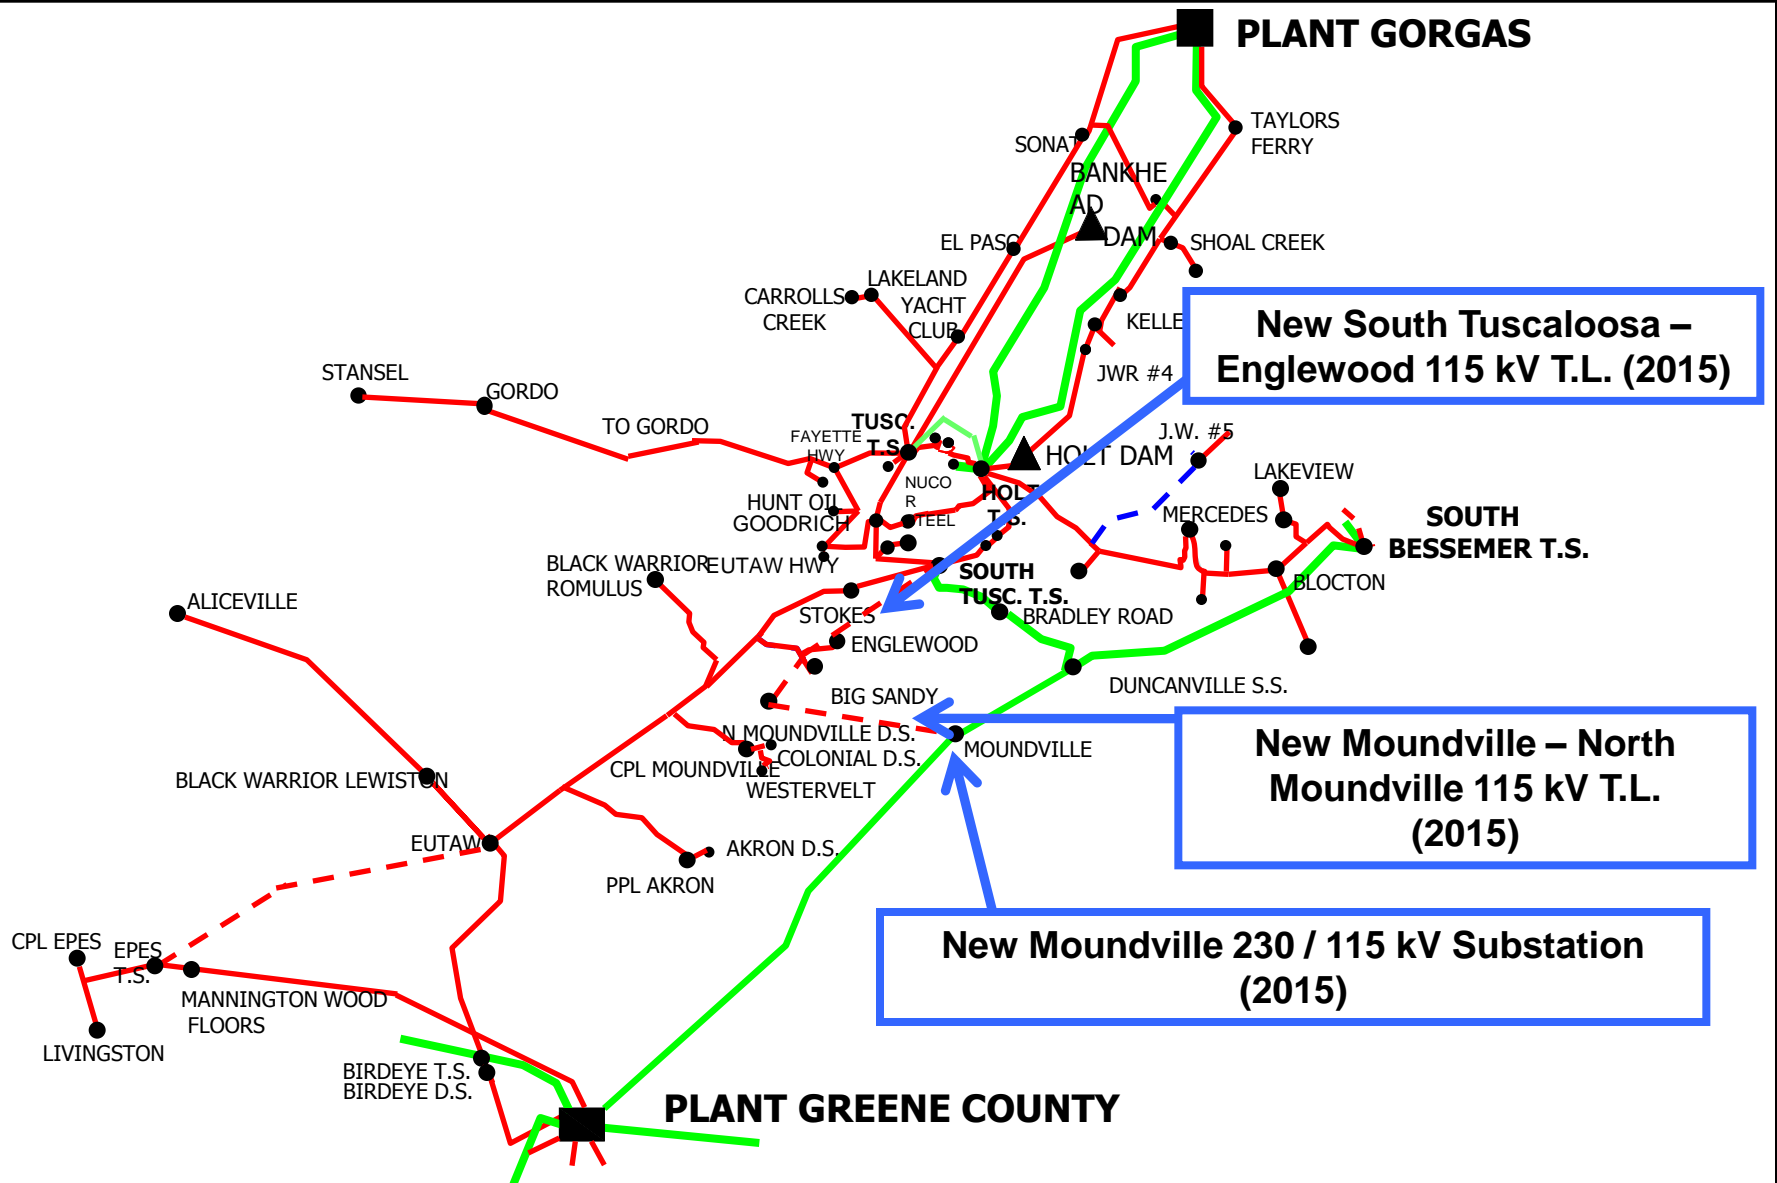 PLANT GORGAS
TAYLORS
FERRY
SONAT
BANKHE
AD
DAM
EL PASO
SHOAL CREEK
LAKELAND
CARROLLS
CREEK
YACHT
CLUB
KELLE
New South Tuscaloosa –
Englewood 115 kV T.L. (2015)
JWR #4
STANSEL
GORDO
TO GORDO
TUSC.
T.S.
FAYETTE
HWY
J.W. #5
HOLT DAM
LAKEVIEW
NUCO
R
STEEL
HOLT
T.S.
HUNT OIL
GOODRICH
MERCEDES
SOUTH
BESSEMER T.S.
BLACK WARRIOR
ROMULUS
EUTAW HWY
SOUTH
TUSC. T.S.
BLOCTON
ALICEVILLE
STOKES
BRADLEY ROAD
ENGLEWOOD
DUNCANVILLE S.S.
BIG SANDY
N MOUNDVILLE D.S.
COLONIAL D.S.
CPL MOUNDVILLE
WESTERVELT
MOUNDVILLE
New Moundville – North
Moundville 115 kV T.L.
(2015)
BLACK WARRIOR LEWISTON
EUTAW
AKRON D.S.
PPL AKRON
New Moundville 230 / 115 kV Substation
(2015)
CPL EPES
EPES
T.S.
MANNINGTON WOOD
FLOORS
LIVINGSTON
BIRDEYE T.S.
BIRDEYE D.S.
PLANT GREENE COUNTY